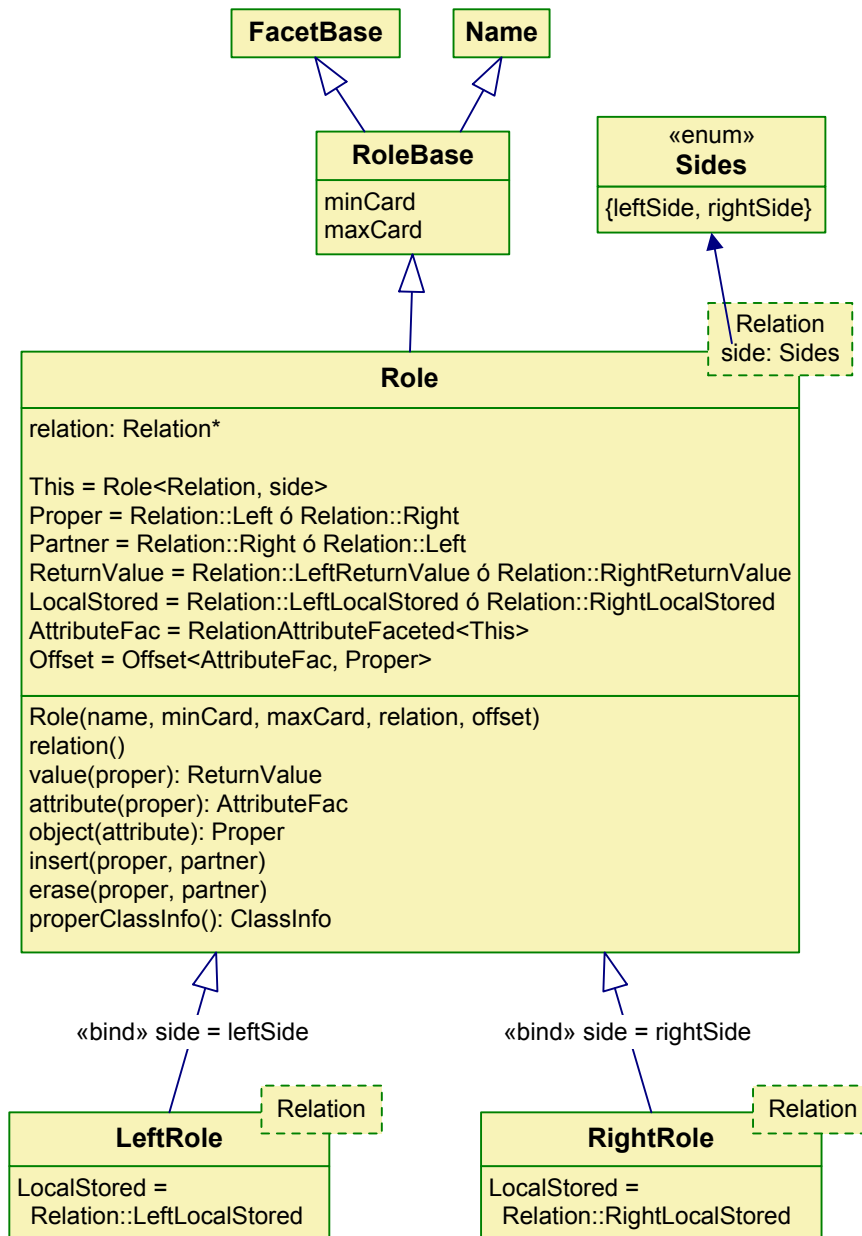 FacetBase
Name
RoleBase
minCard
maxCard
«enum»
Sides
{leftSide, rightSide}
Relation
side: Sides
Role
relation: Relation*
This = Role<Relation, side>
Proper = Relation::Left ó Relation::Right
Partner = Relation::Right ó Relation::Left
ReturnValue = Relation::LeftReturnValue ó Relation::RightReturnValue
LocalStored = Relation::LeftLocalStored ó Relation::RightLocalStored
AttributeFac = RelationAttributeFaceted<This>
Offset = Offset<AttributeFac, Proper>
Role(name, minCard, maxCard, relation, offset)
relation()
value(proper): ReturnValue
attribute(proper): AttributeFac
object(attribute): Proper
insert(proper, partner)
erase(proper, partner)
properClassInfo(): ClassInfo
«bind» side = leftSide
«bind» side = rightSide
Relation
LeftRole
LocalStored =
Relation::LeftLocalStored
Relation
RightRole
LocalStored =
Relation::RightLocalStored